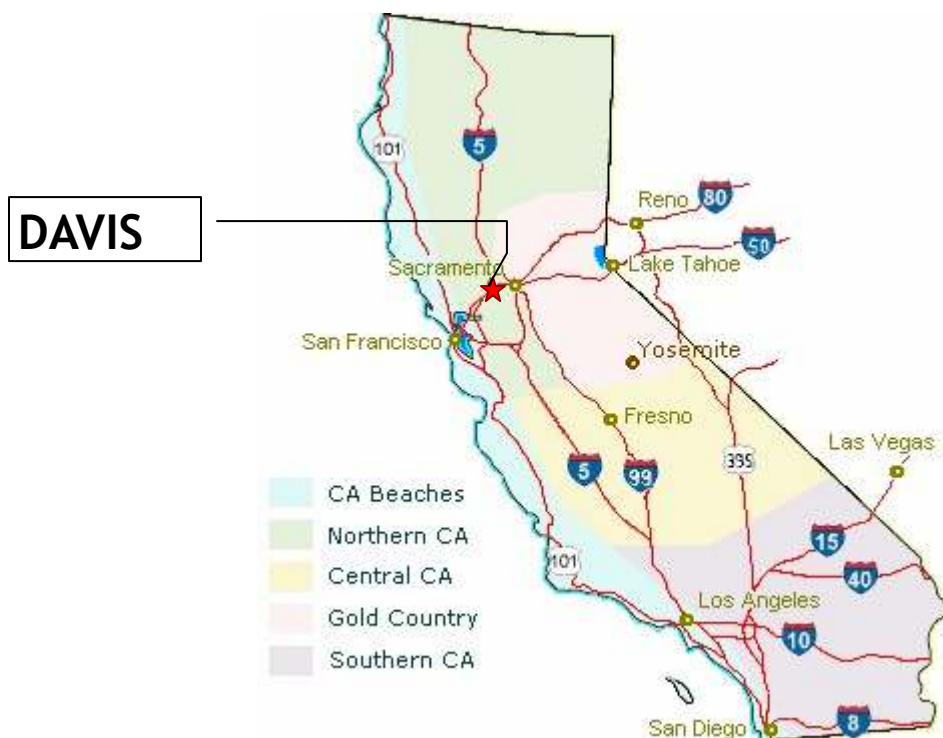 101
5
Reno
80
DAVIS
50
Sacramento
Lake Tahoe
San Francisco
Yosemite
Fresno
Las Vegas
5
99
395
CA Beaches
Northern CA
15
101
Central CA
40
Los Angeles
Gold Country
10
Southern CA
San Diego
8